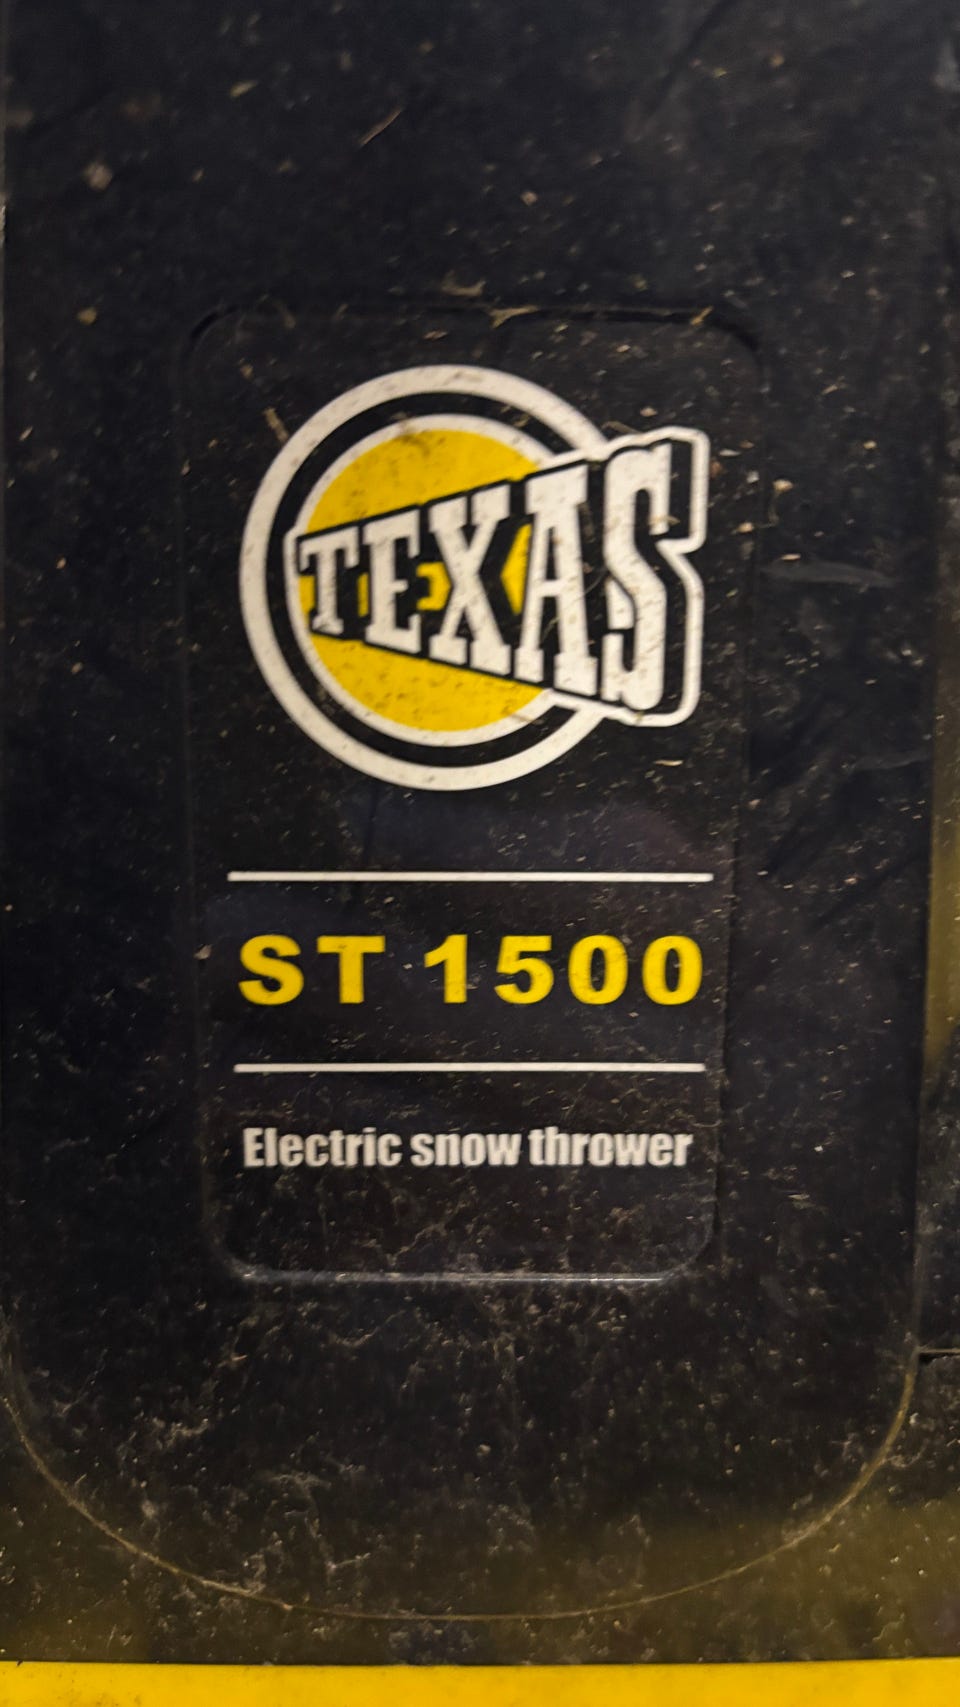 TEXAS
ST 1500
Electric snow thrower